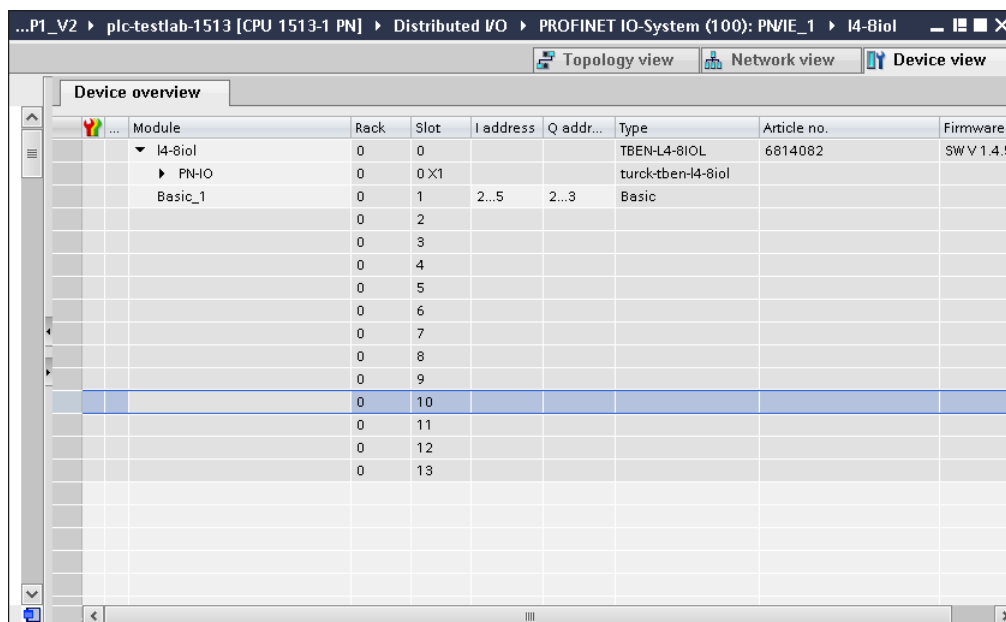 ...P1_V2 ▸ plc-testlab-1513 [CPU 1513-1 PN] ▸ Distributed I/O ▸ PROFINET IO-System (100): PN/IE_1 ▸ l4-8iol
Topology view Network view Device view
Device overview
... Module Rack Slot I address Q addr... Type Article no. Firmware
l4-8iol 0 0 TBEN-L4-8IOL 6814082 SW V 1.4.
PN-IO 0 0 X1 turck-tben-l4-8iol
Basic_1 0 1 2...5 2...3 Basic
0 2
0 3
0 4
0 5
0 6
0 7
0 8
0 9
0 10
0 11
0 12
0 13